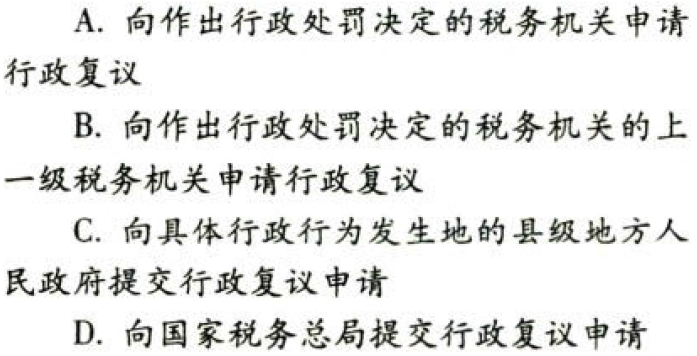 A. 向作出行政处罚决定的税务机关申请
行政复议
B. 向作出行政处罚决定的税务机关的上
一级税务机关申请行政复议
C. 向具体行政行为发生地的县级地方人
民政府提交行政复议申请
D. 向国家税务总局提交行政复议申请